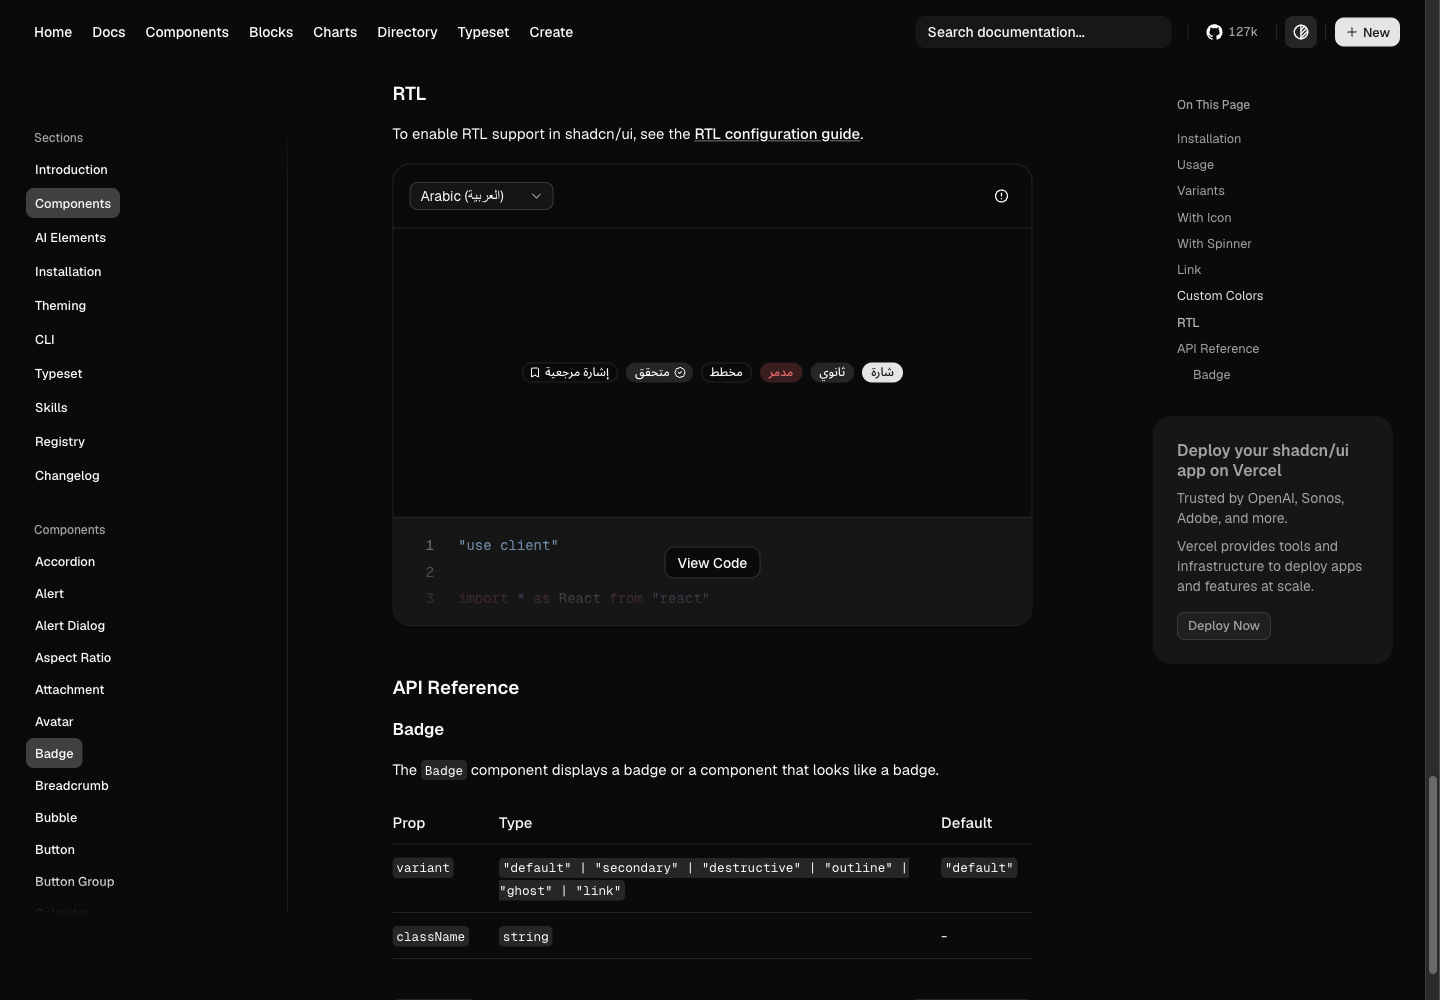 Home Docs Components Blocks Charts Directory Typeset Create
Search documentation...
127k
New
Sections
Introduction
Components
AI Elements
Installation
Theming
CLI
Typeset
Skills
Registry
Changelog
Components
Accordion
Alert
Alert Dialog
Aspect Ratio
Attachment
Avatar
Badge
Breadcrumb
Bubble
Button
Button Group
Calendar
RTL
To enable RTL support in shadcn/ui, see the RTL configuration guide.
Arabic (العربية)
شارة
ثانوي
مدمر
مخطط
متحقق
إشارة مرجعية
1 "use client"
2
3 import * as React from "react"
View Code
API Reference
Badge
The Badge component displays a badge or a component that looks like a badge.
Prop Type Default
variant "default" | "secondary" | "destructive" | "outline" | "default"
"ghost" | "link"
className string -
On This Page
Installation
Usage
Variants
With Icon
With Spinner
Link
Custom Colors
RTL
API Reference
Badge
Deploy your shadcn/ui
app on Vercel
Trusted by OpenAI, Sonos,
Adobe, and more.
Vercel provides tools and
infrastructure to deploy apps
and features at scale.
Deploy Now